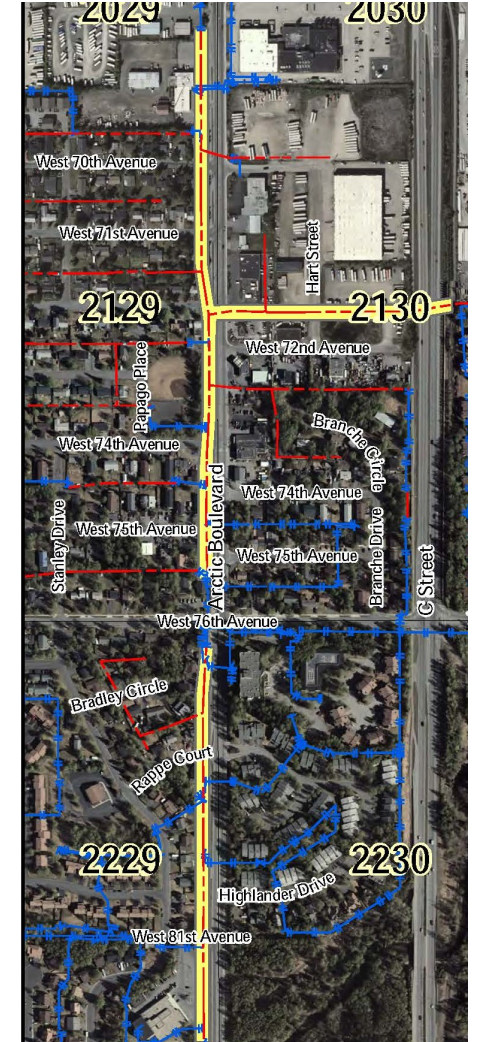 2029
2030
West 70th Avenue
West 71st Avenue
Hart Street
2129
2130
West 72nd Avenue
Papago Place
Branche Circle
West 74th Avenue
Arctic Boulevard
West 74th Avenue
Stanley Drive
West 75th Avenue
West 75th Avenue
Branche Drive
C Street
West 76th Avenue
Bradley Circle
Rappe Court
2229
2230
Highlander Drive
West 81st Avenue